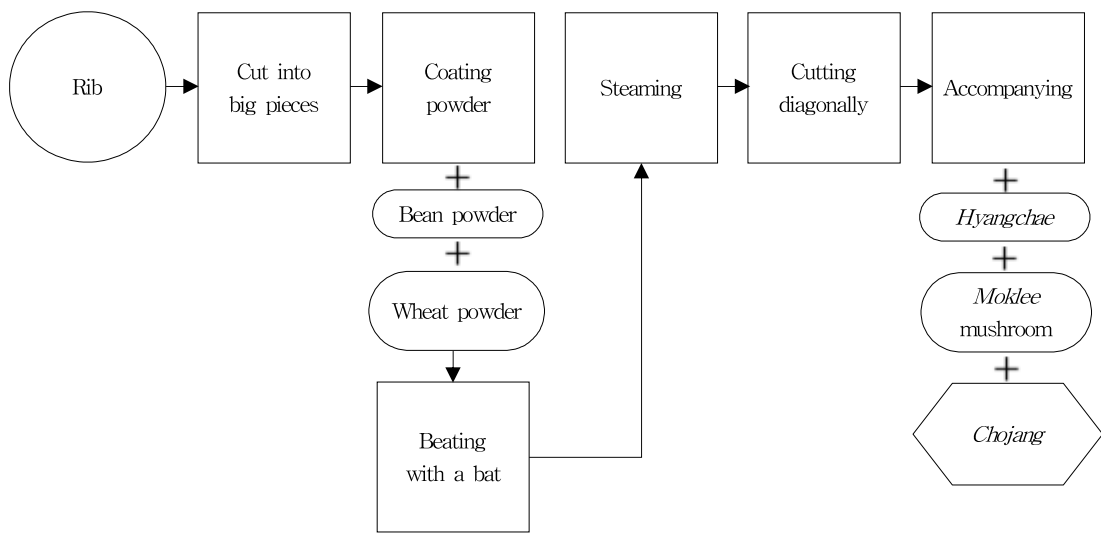 Rib
Cut into
big pieces
Coating
powder
+
Bean powder
+
Wheat powder
Beating
with a bat
Steaming
Cutting
diagonally
Accompanying
+
Hyangchae
+
Moklee
mushroom
+
Chojang